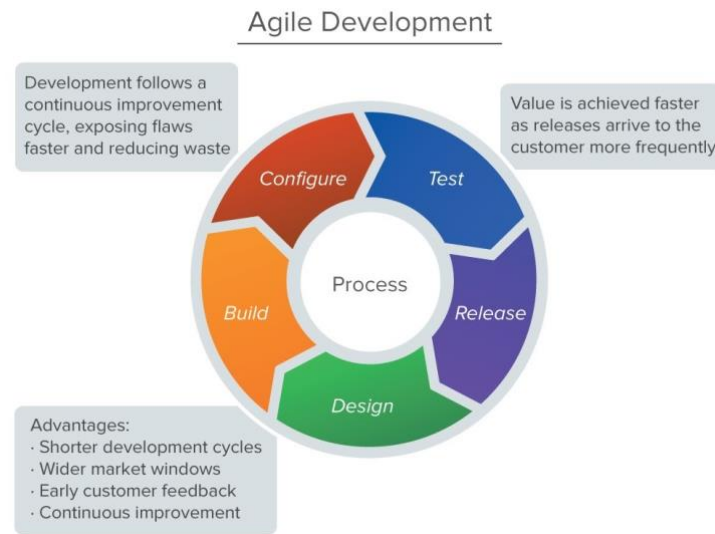 Agile Development
Development follows a
continuous improvement
cycle, exposing flaws
faster and reducing waste
Value is achieved faster
as releases arrive to the
customer more frequently
Configure
Test
Process
Build
Release
Design
Advantages:
· Shorter development cycles
· Wider market windows
· Early customer feedback
· Continuous improvement